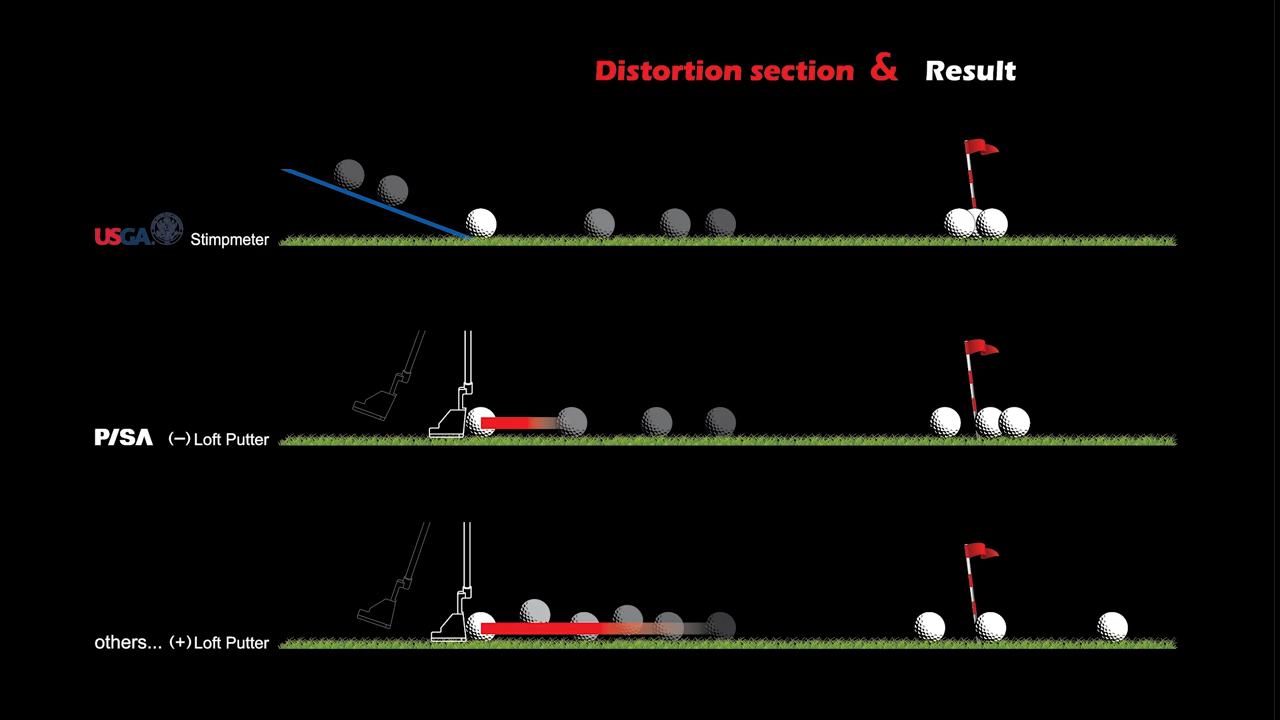 Distortion section & Result
USGA. Stimpmeter
P/SA (−) Loft Putter
others... (+) Loft Putter